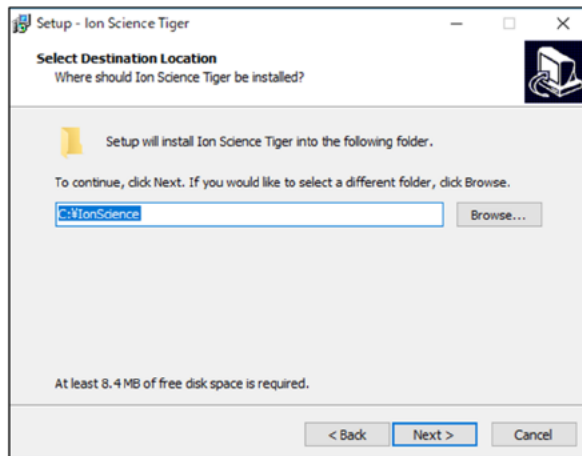 Setup - Ion Science Tiger
Select Destination Location
Where should Ion Science Tiger be installed?
Setup will install Ion Science Tiger into the following folder.
To continue, click Next. If you would like to select a different folder, click Browse.
C:¥IonScience
Browse...
At least 8.4 MB of free disk space is required.
< Back
Next >
Cancel